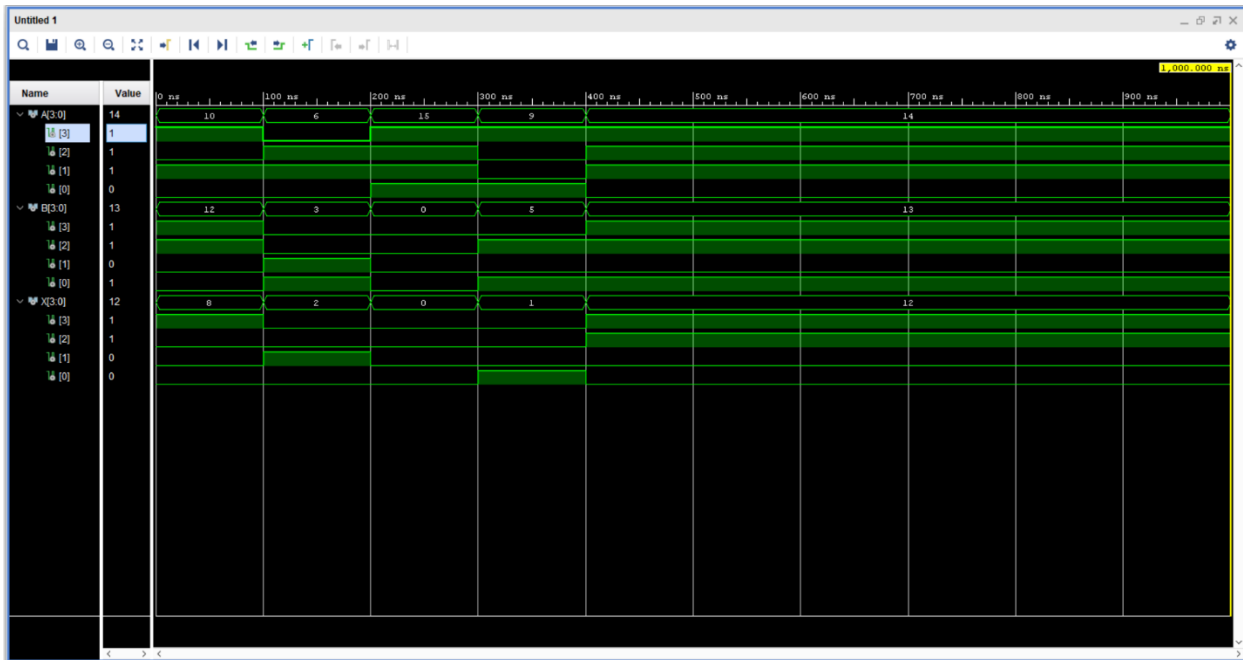 Untitled 1
1,000.000 ns
Name Value 0 ns 100 ns 200 ns 300 ns 400 ns 500 ns 600 ns 700 ns 800 ns 900 ns
A[3:0] 14 10 6 15 9 14
[3] 1
[2] 1
[1] 1
[0] 0
B[3:0] 13 12 3 0 5 13
[3] 1
[2] 1
[1] 0
[0] 1
X[3:0] 12 8 2 0 1 12
[3] 1
[2] 1
[1] 0
[0] 0